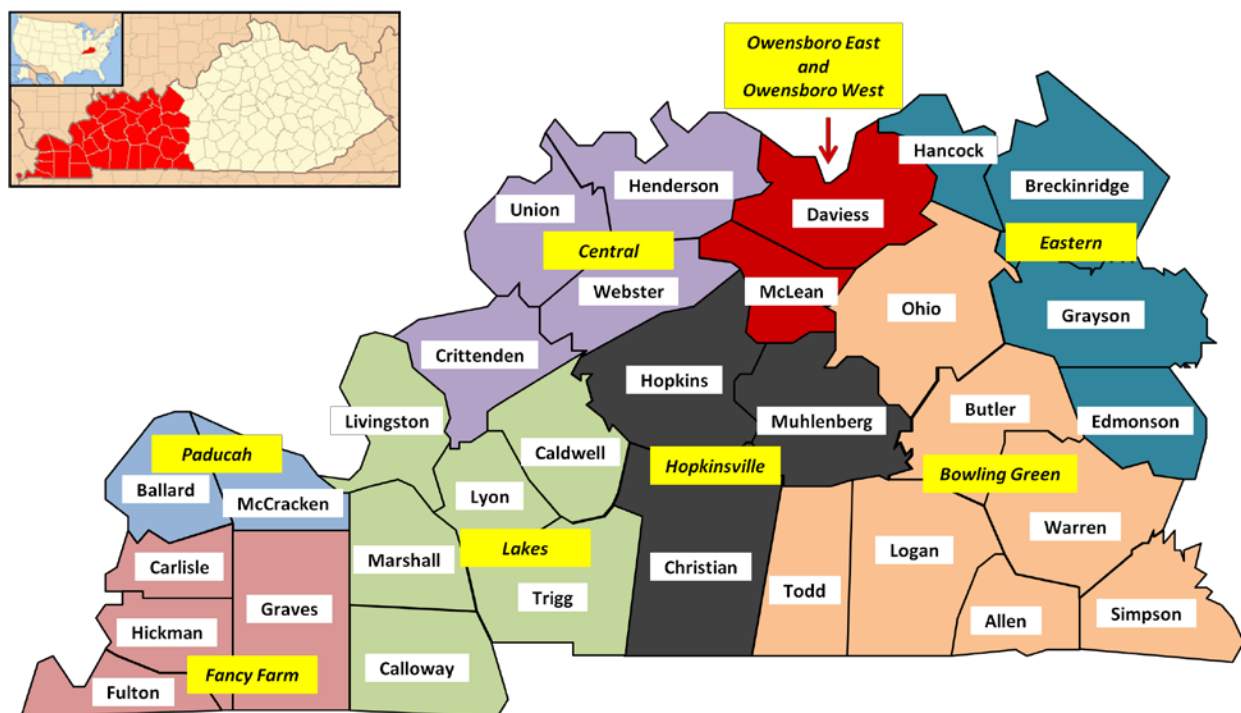 Owensboro East
and
Owensboro West
Hancock
Breckinridge
Henderson
Union
Daviess
Central
Eastern
Webster
McLean
Ohio
Grayson
Crittenden
Hopkins
Livingston
Butler
Muhlenberg
Edmonson
Caldwell
Paducah
Hopkinsville
Bowling Green
Ballard
McCracken
Lyon
Warren
Lakes
Logan
Marshall
Christian
Carlisle
Todd
Trigg
Graves
Allen
Simpson
Hickman
Calloway
Fancy Farm
Fulton